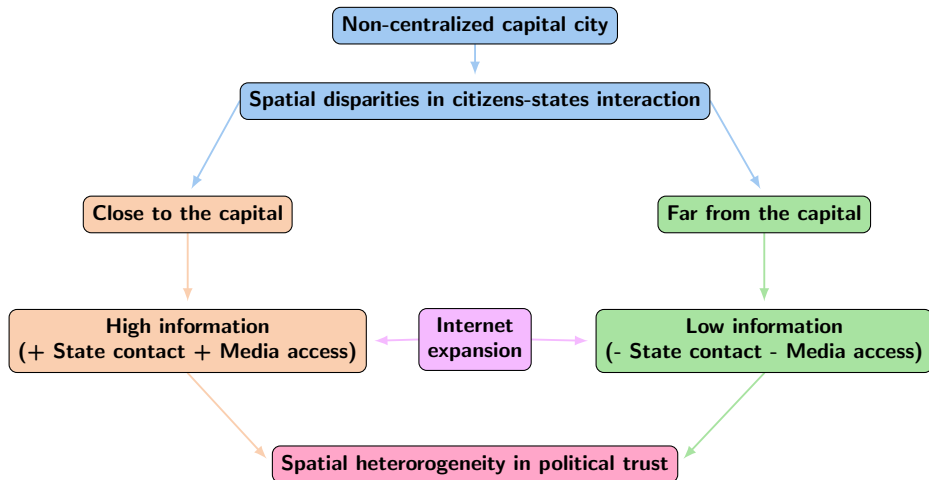 Non-centralized capital city
Spatial disparities in citizens-states interaction
Close to the capital
Far from the capital
High information
(+ State contact + Media access)
Internet
expansion
Low information
(- State contact - Media access)
Spatial heterorogeneity in political trust